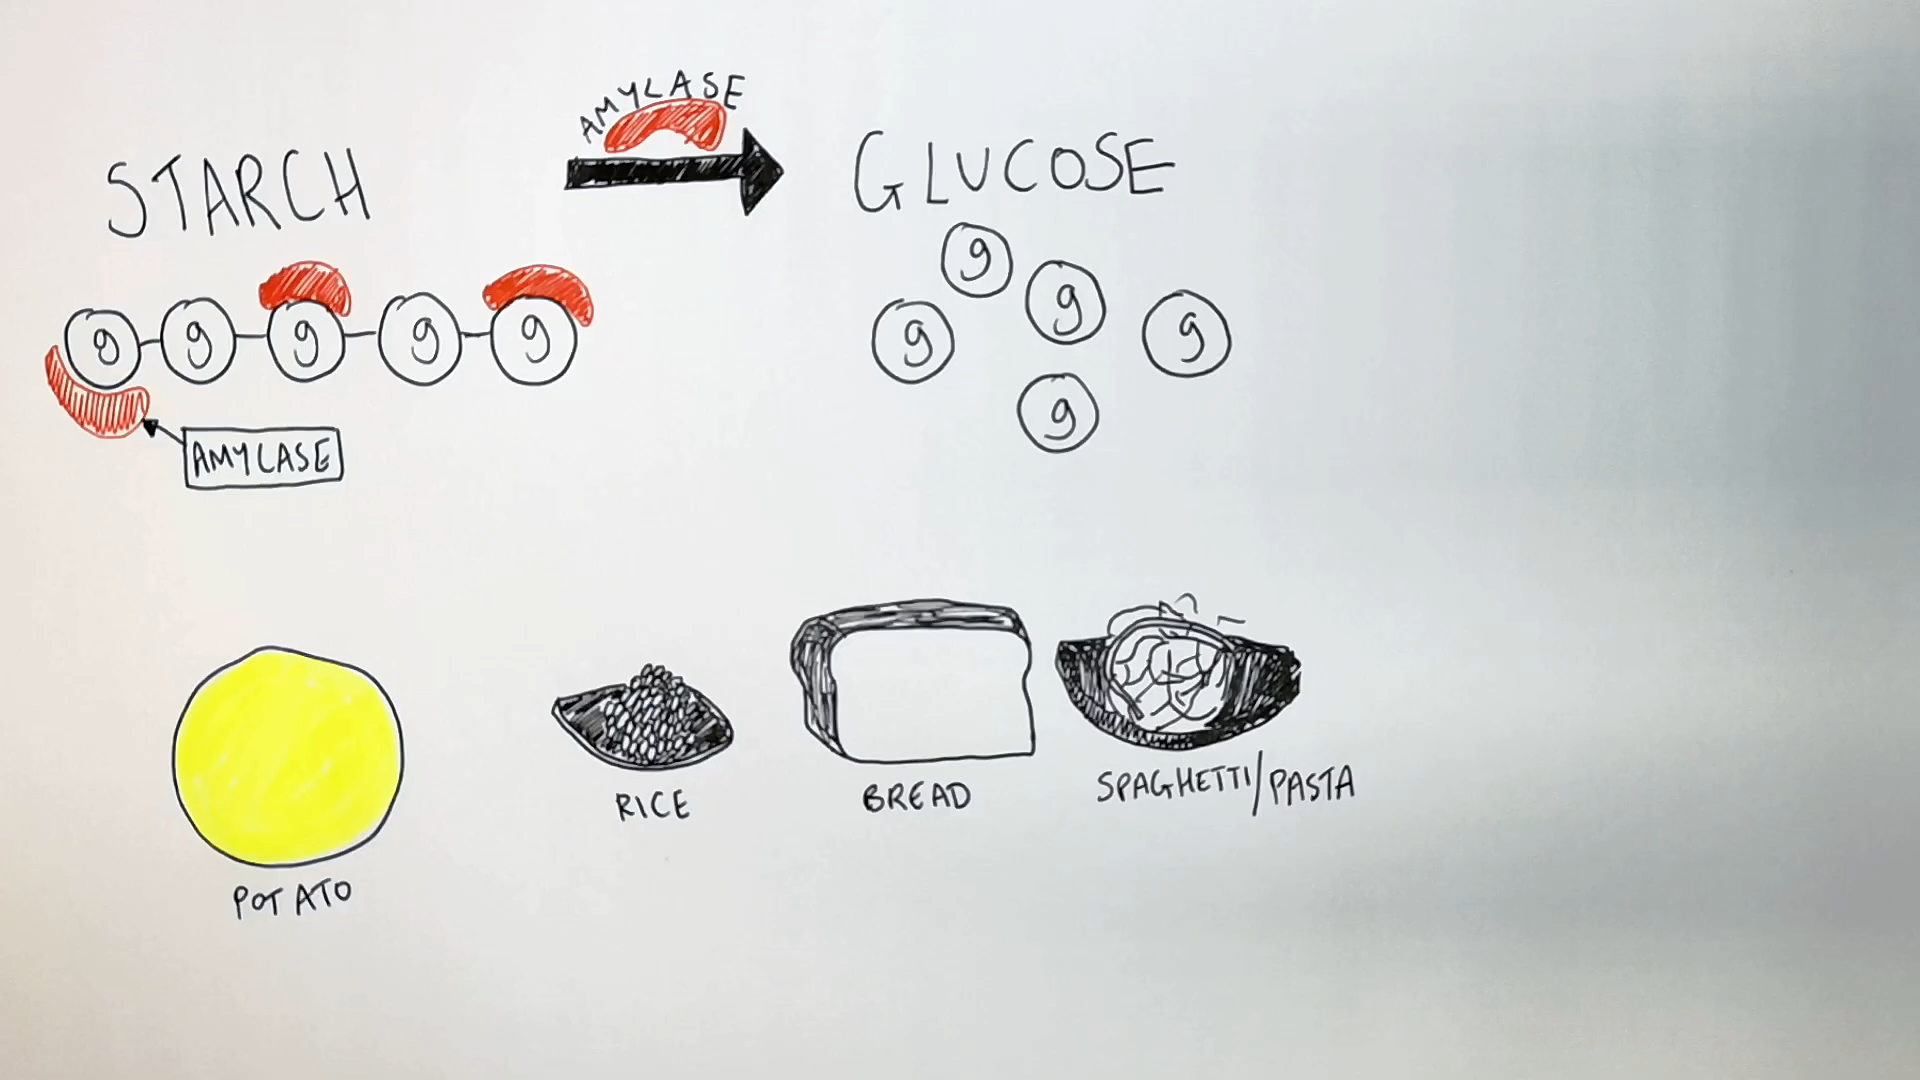 AMYLASE
STARCH
GLUCOSE
g g g g g
g
g
g
g
g
AMYLASE
POTATO
RICE
BREAD
SPAGHETTI/PASTA